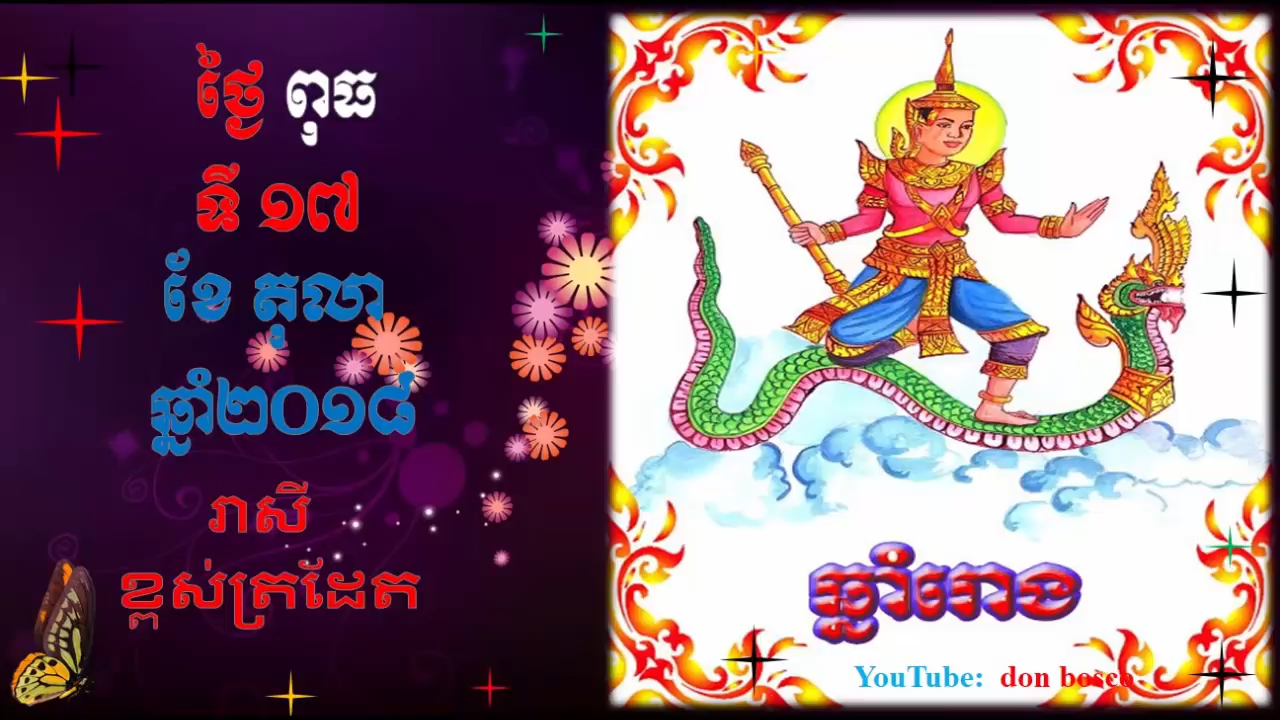 ថ្ងៃ ពុធ
ទី ១៧
ខែ តុលា
ឆ្នាំ២០១៨
រាសី
ខ្ពស់ត្រដែត
ឆ្នាំរោង
YouTube: don bosco